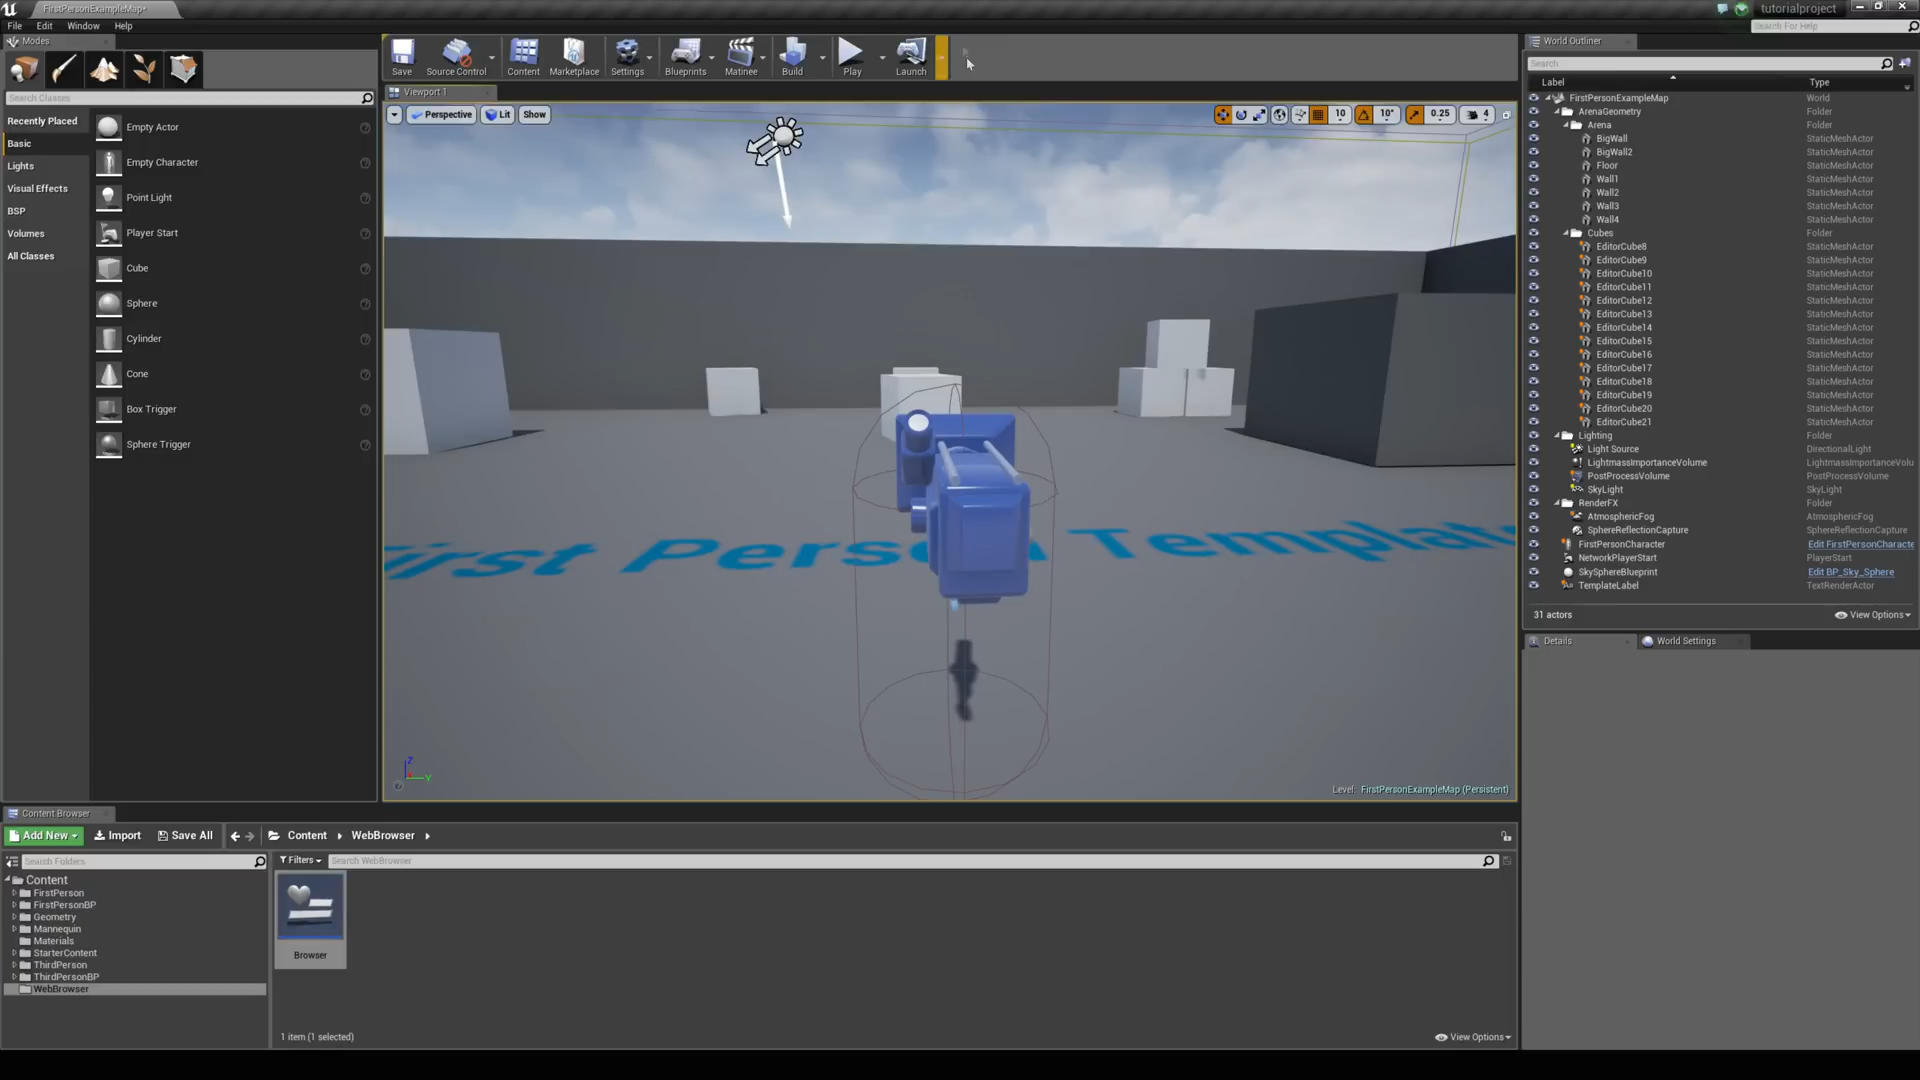 FirstPersonExampleMap*
tutorialproject
File Edit Window Help
Search For Help
Modes
Save
Source Control
Content
Marketplace
Settings
Blueprints
Matinee
Build
Play
Launch
World Outliner
Search Classes
Search
Viewport 1
Label Type
Recently Placed
Basic
Lights
Visual Effects
BSP
Volumes
All Classes
Empty Actor
Empty Character
Point Light
Player Start
Cube
Sphere
Cylinder
Cone
Box Trigger
Sphere Trigger
Perspective Lit Show
10 10° 0.25 4
First Person Template
Z
Y
Level: FirstPersonExampleMap (Persistent)
FirstPersonExampleMap World
ArenaGeometry Folder
Arena Folder
BigWall StaticMeshActor
BigWall2 StaticMeshActor
Floor StaticMeshActor
Wall1 StaticMeshActor
Wall2 StaticMeshActor
Wall3 StaticMeshActor
Wall4 StaticMeshActor
Cubes Folder
EditorCube8 StaticMeshActor
EditorCube9 StaticMeshActor
EditorCube10 StaticMeshActor
EditorCube11 StaticMeshActor
EditorCube12 StaticMeshActor
EditorCube13 StaticMeshActor
EditorCube14 StaticMeshActor
EditorCube15 StaticMeshActor
EditorCube16 StaticMeshActor
EditorCube17 StaticMeshActor
EditorCube18 StaticMeshActor
EditorCube19 StaticMeshActor
EditorCube20 StaticMeshActor
EditorCube21 StaticMeshActor
Lighting Folder
Light Source DirectionalLight
LightmassImportanceVolume LightmassImportanceVolu
PostProcessVolume PostProcessVolume
SkyLight SkyLight
RenderFX Folder
AtmosphericFog AtmosphericFog
SphereReflectionCapture SphereReflectionCapture
FirstPersonCharacter Edit FirstPersonCharacte
NetworkPlayerStart PlayerStart
SkySphereBlueprint Edit BP_Sky_Sphere
TemplateLabel TextRenderActor
31 actors View Options
Details World Settings
Content Browser
Add New Import Save All Content WebBrowser
Search Folders Filters Search WebBrowser
Content
FirstPerson
FirstPersonBP
Geometry
Mannequin
Materials
StarterContent
ThirdPerson
ThirdPersonBP
WebBrowser
Browser
1 item (1 selected) View Options